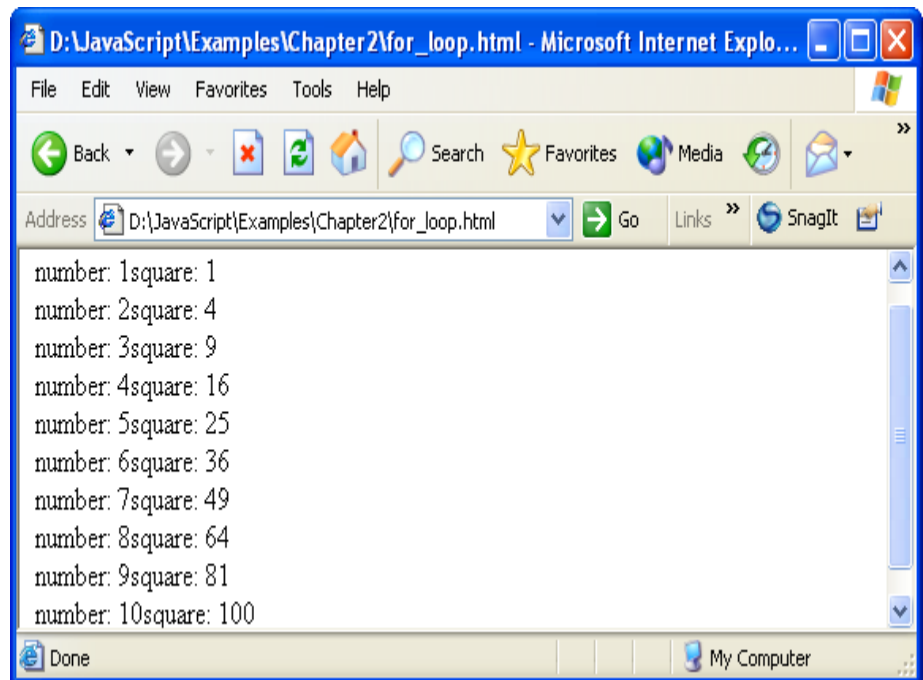 D:\JavaScript\Examples\Chapter2\for_loop.html - Microsoft Internet Explo...
File Edit View Favorites Tools Help
Back Search Favorites Media »
Address D:\JavaScript\Examples\Chapter2\for_loop.html Go Links » SnagIt
number: 1square: 1
number: 2square: 4
number: 3square: 9
number: 4square: 16
number: 5square: 25
number: 6square: 36
number: 7square: 49
number: 8square: 64
number: 9square: 81
number: 10square: 100
Done My Computer